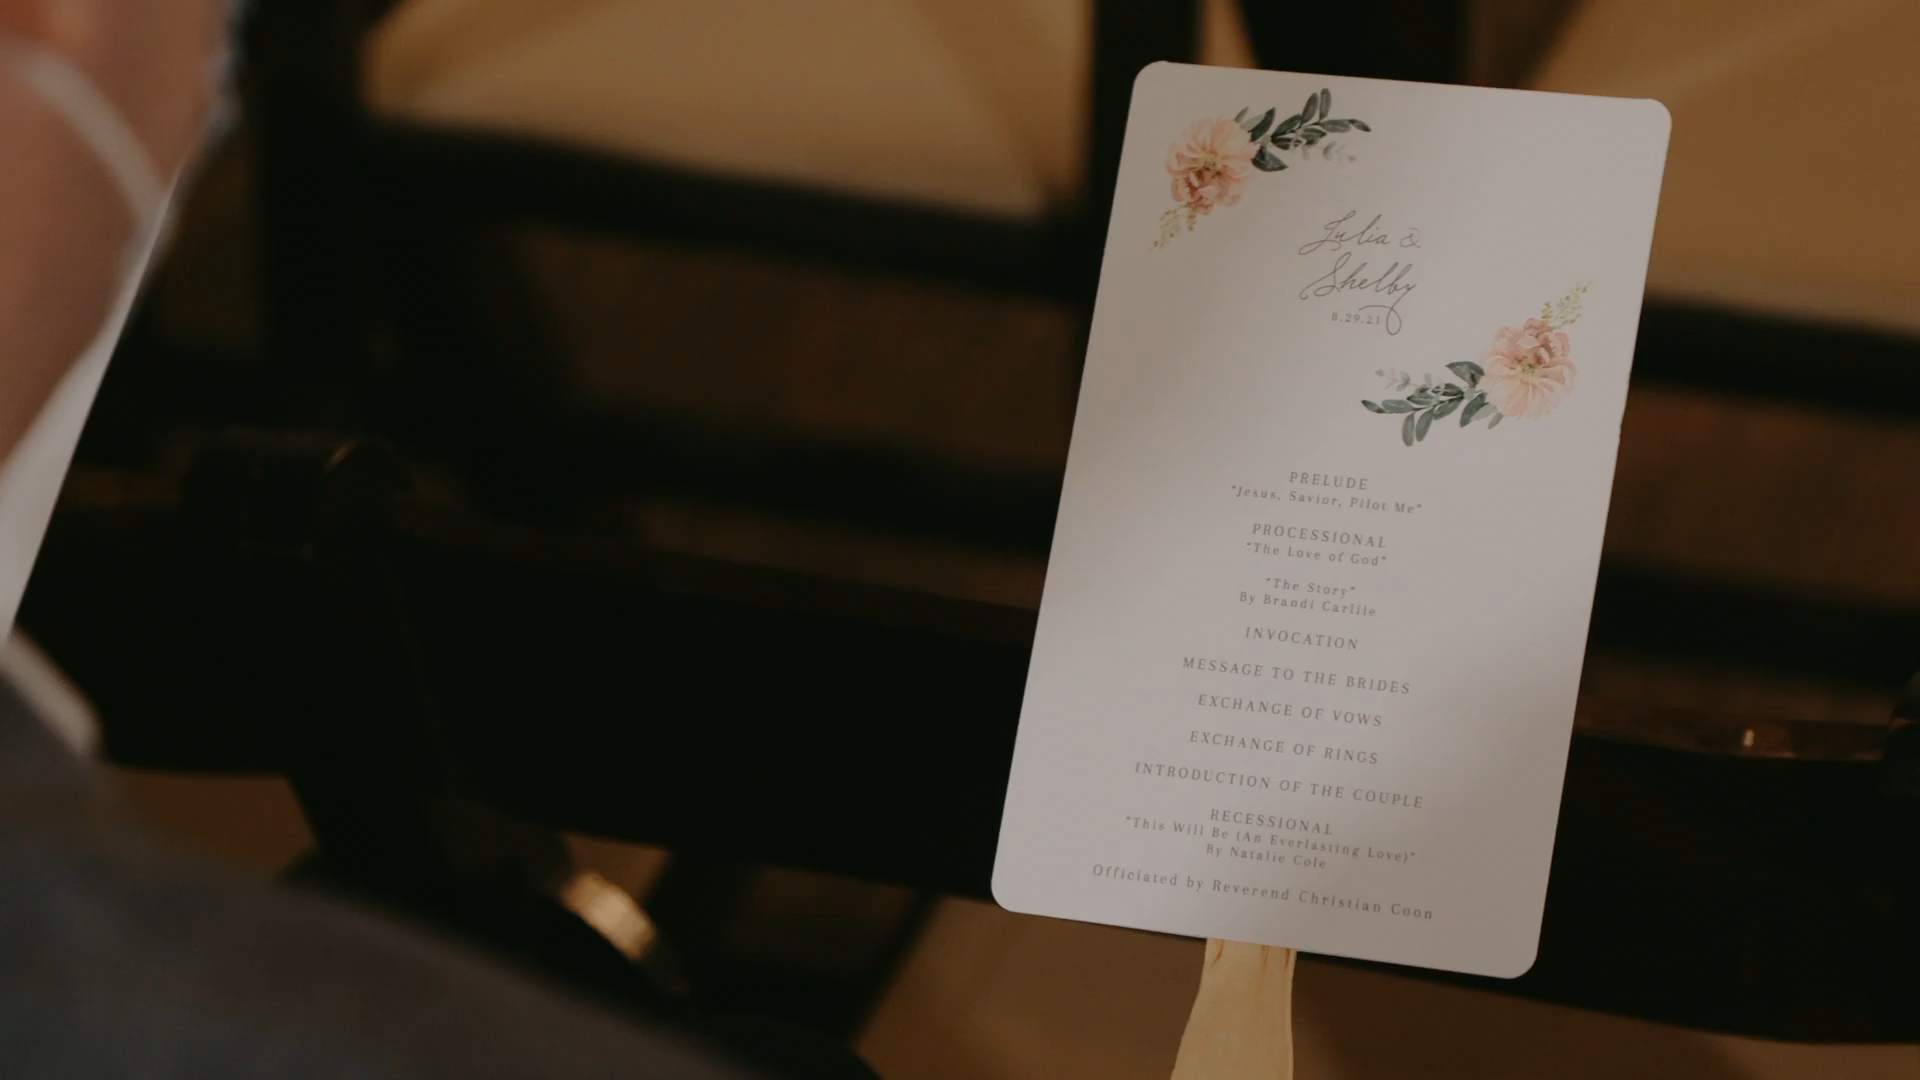 Julia &
Shelby
8.29.21
PRELUDE
"Jesus, Savior, Pilot Me"
PROCESSIONAL
"The Love of God"
"The Story"
By Brandi Carlile
INVOCATION
MESSAGE TO THE BRIDES
EXCHANGE OF VOWS
EXCHANGE OF RINGS
INTRODUCTION OF THE COUPLE
RECESSIONAL
"This Will Be (An Everlasting Love)"
By Natalie Cole
Officiated by Reverend Christian Coon